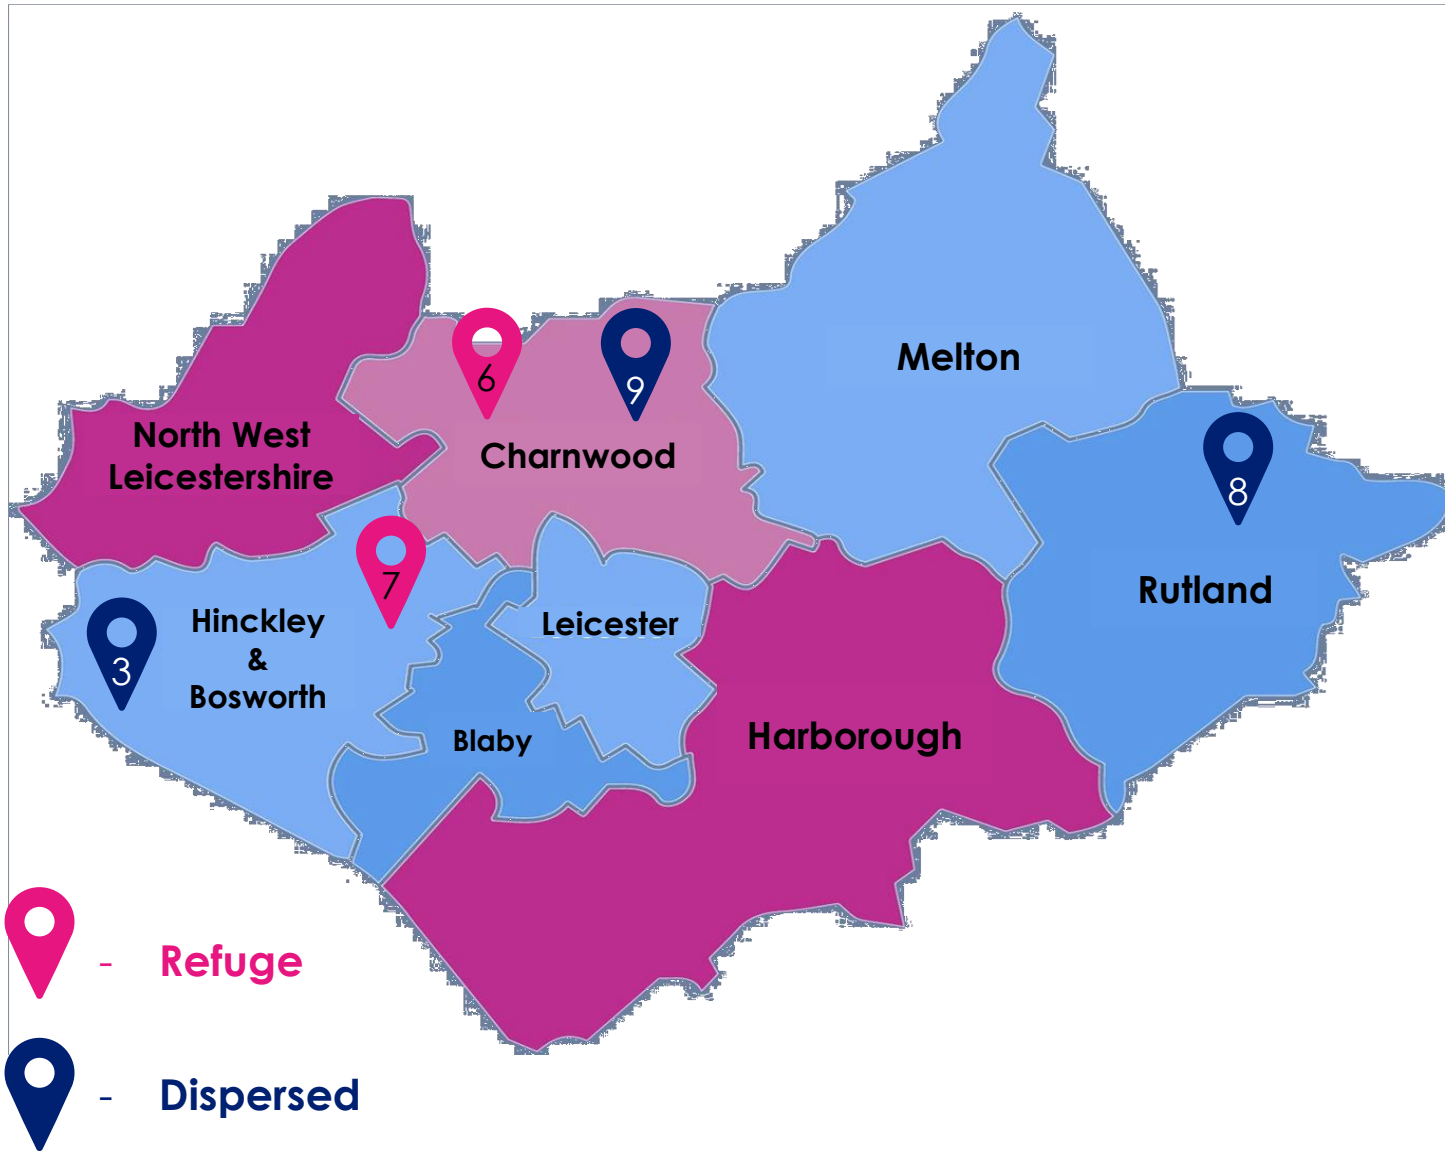 Melton
6
9
North West
Leicestershire
Charnwood
8
7
Rutland
Hinckley
&
Bosworth
Leicester
3
Blaby
Harborough
- Refuge
- Dispersed